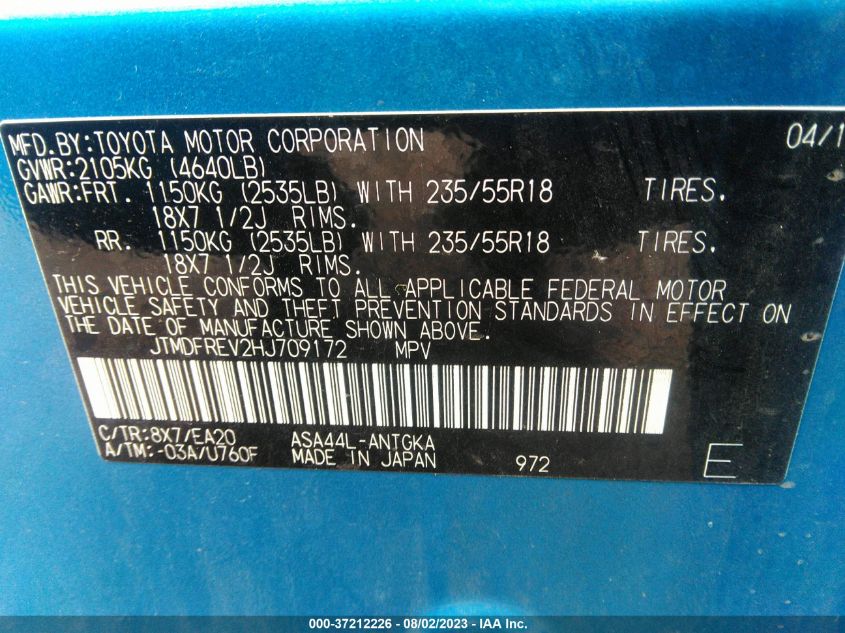 MFD.BY:TOYOTA MOTOR CORPORATION 04/1
GVWR:2105KG (4640LB)
GAWR:FRT. 1150KG (2535LB) WITH 235/55R18 TIRES.
18X7 1/2J RIMS.
RR. 1150KG (2535LB) WITH 235/55R18 TIRES.
18X7 1/2J RIMS.
THIS VEHICLE CONFORMS TO ALL APPLICABLE FEDERAL MOTOR
VEHICLE SAFETY AND THEFT PREVENTION STANDARDS IN EFFECT ON
THE DATE OF MANUFACTURE SHOWN ABOVE.
JTMDFREV2HJ709172 MPV
C/TR:8X7/EA20 ASA44L-ANTGKA
A/TM:-03A/U760F MADE IN JAPAN 972 E
000-37212226 - 08/02/2023 - IAA Inc.